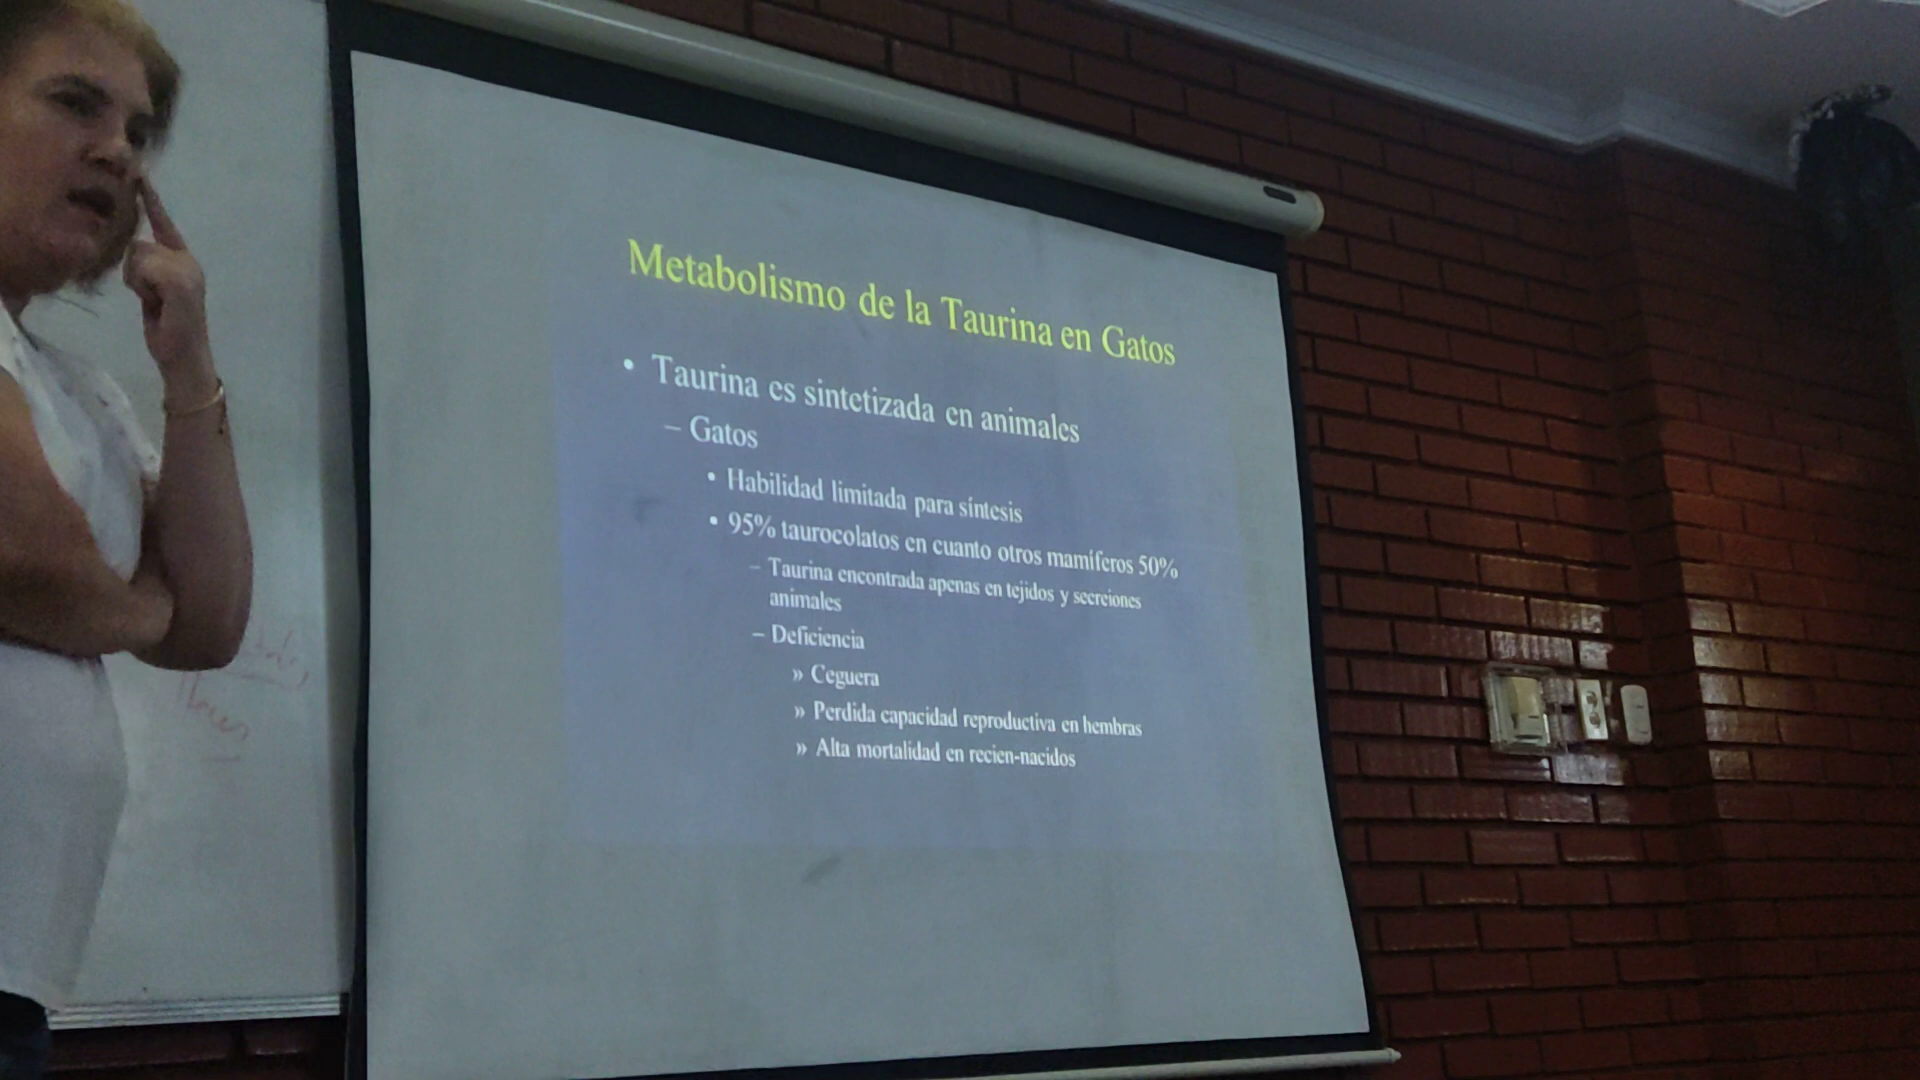 Metabolismo de la Taurina en Gatos
• Taurina es sintetizada en animales
– Gatos
• Habilidad limitada para síntesis
• 95% taurocolatos en cuanto otros mamíferos 50%
– Taurina encontrada apenas en tejidos y secreiones
animales
– Deficiencia
» Ceguera
» Perdida capacidad reproductiva en hembras
» Alta mortalidad en recien-nacidos